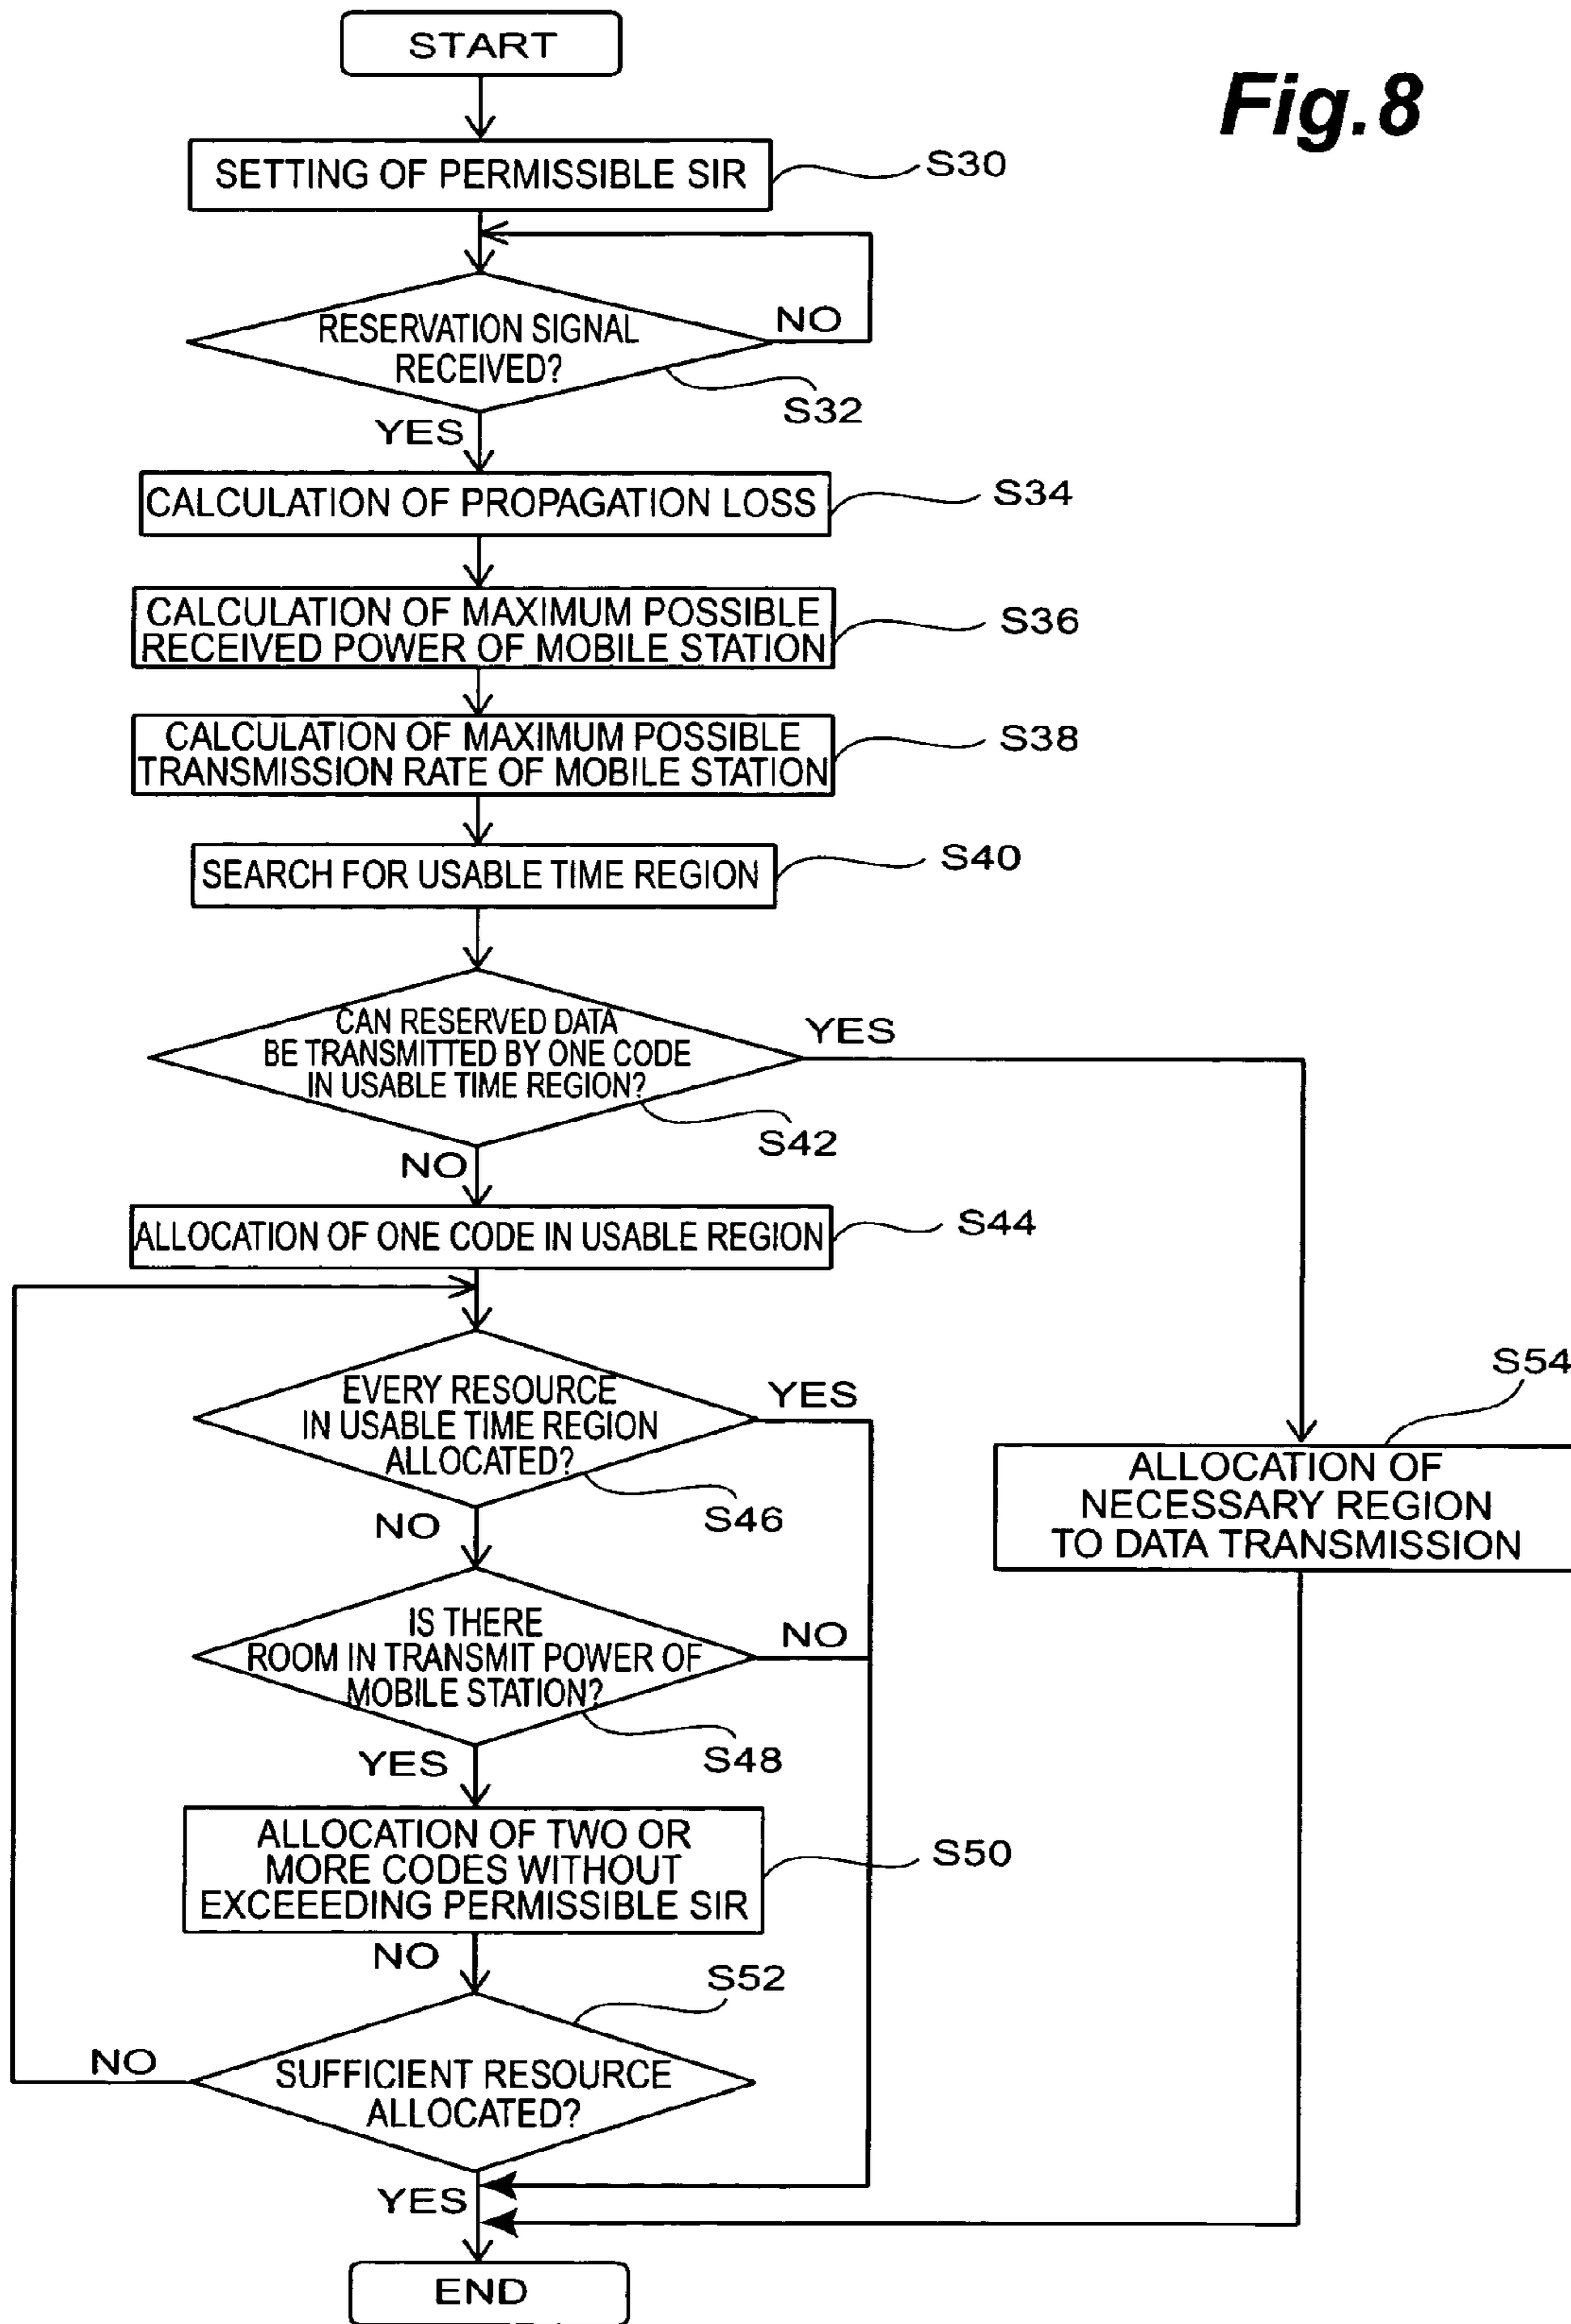 START
Fig.8
SETTING OF PERMISSIBLE SIR
S30
RESERVATION SIGNAL
RECEIVED?
NO
S32
YES
CALCULATION OF PROPAGATION LOSS
S34
CALCULATION OF MAXIMUM POSSIBLE
RECEIVED POWER OF MOBILE STATION
S36
CALCULATION OF MAXIMUM POSSIBLE
TRANSMISSION RATE OF MOBILE STATION
S38
SEARCH FOR USABLE TIME REGION
S40
CAN RESERVED DATA
BE TRANSMITTED BY ONE CODE
IN USABLE TIME REGION?
YES
S42
NO
ALLOCATION OF ONE CODE IN USABLE REGION
S44
EVERY RESOURCE
IN USABLE TIME REGION
ALLOCATED?
YES
S46
NO
S54
ALLOCATION OF
NECESSARY REGION
TO DATA TRANSMISSION
IS THERE
ROOM IN TRANSMIT POWER OF
MOBILE STATION?
NO
S48
YES
ALLOCATION OF TWO OR
MORE CODES WITHOUT
EXCEEEDING PERMISSIBLE SIR
S50
NO
S52
SUFFICIENT RESOURCE
ALLOCATED?
NO
YES
END